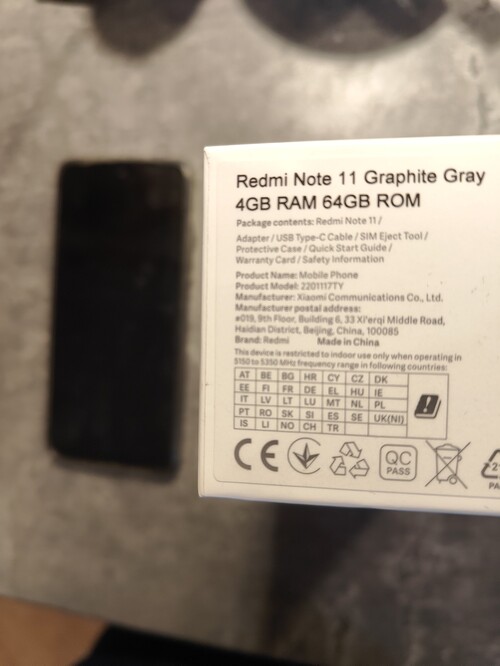 Redmi Note 11 Graphite Gray
4GB RAM 64GB ROM
Package contents: Redmi Note 11 /
Adapter / USB Type-C Cable / SIM Eject Tool /
Protective Case / Quick Start Guide /
Warranty Card / Safety Information
Product Name: Mobile Phone
Product Model: 2201117TY
Manufacturer: Xiaomi Communications Co., Ltd.
Manufacturer postal address:
#019, 9th Floor, Building 6, 33 Xi'erqi Middle Road,
Haidian District, Beijing, China, 100085
Brand: Redmi Made in China
This device is restricted to indoor use only when operating in
5150 to 5350 MHz frequency range in following countries:
AT BE BG HR CY CZ DK
EE FI FR DE EL HU IE
IT LV LT LU MT NL PL
PT RO SK SI ES SE UK(NI)
IS LI NO CH TR
CE QC
PASS